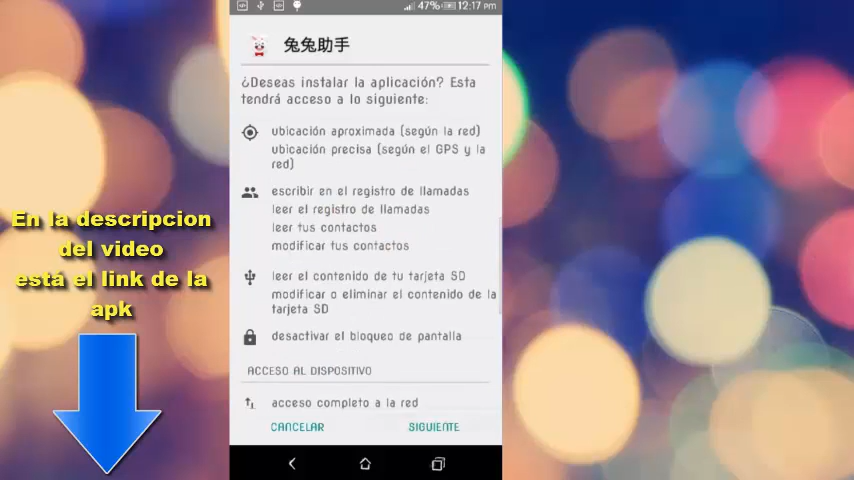 47% 12:17 PM
兔兔助手
¿Deseas instalar la aplicación? Esta
tendrá acceso a lo siguiente:
ubicación aproximada (según la red)
ubicación precisa (según el GPS y la
red)
escribir en el registro de llamadas
leer el registro de llamadas
leer tus contactos
modificar tus contactos
leer el contenido de tu tarjeta SD
modificar o eliminar el contenido de la
tarjeta SD
desactivar el bloqueo de pantalla
ACCESO AL DISPOSITIVO
acceso completo a la red
CANCELAR SIGUIENTE
En la descripcion
del video
está el link de la
apk